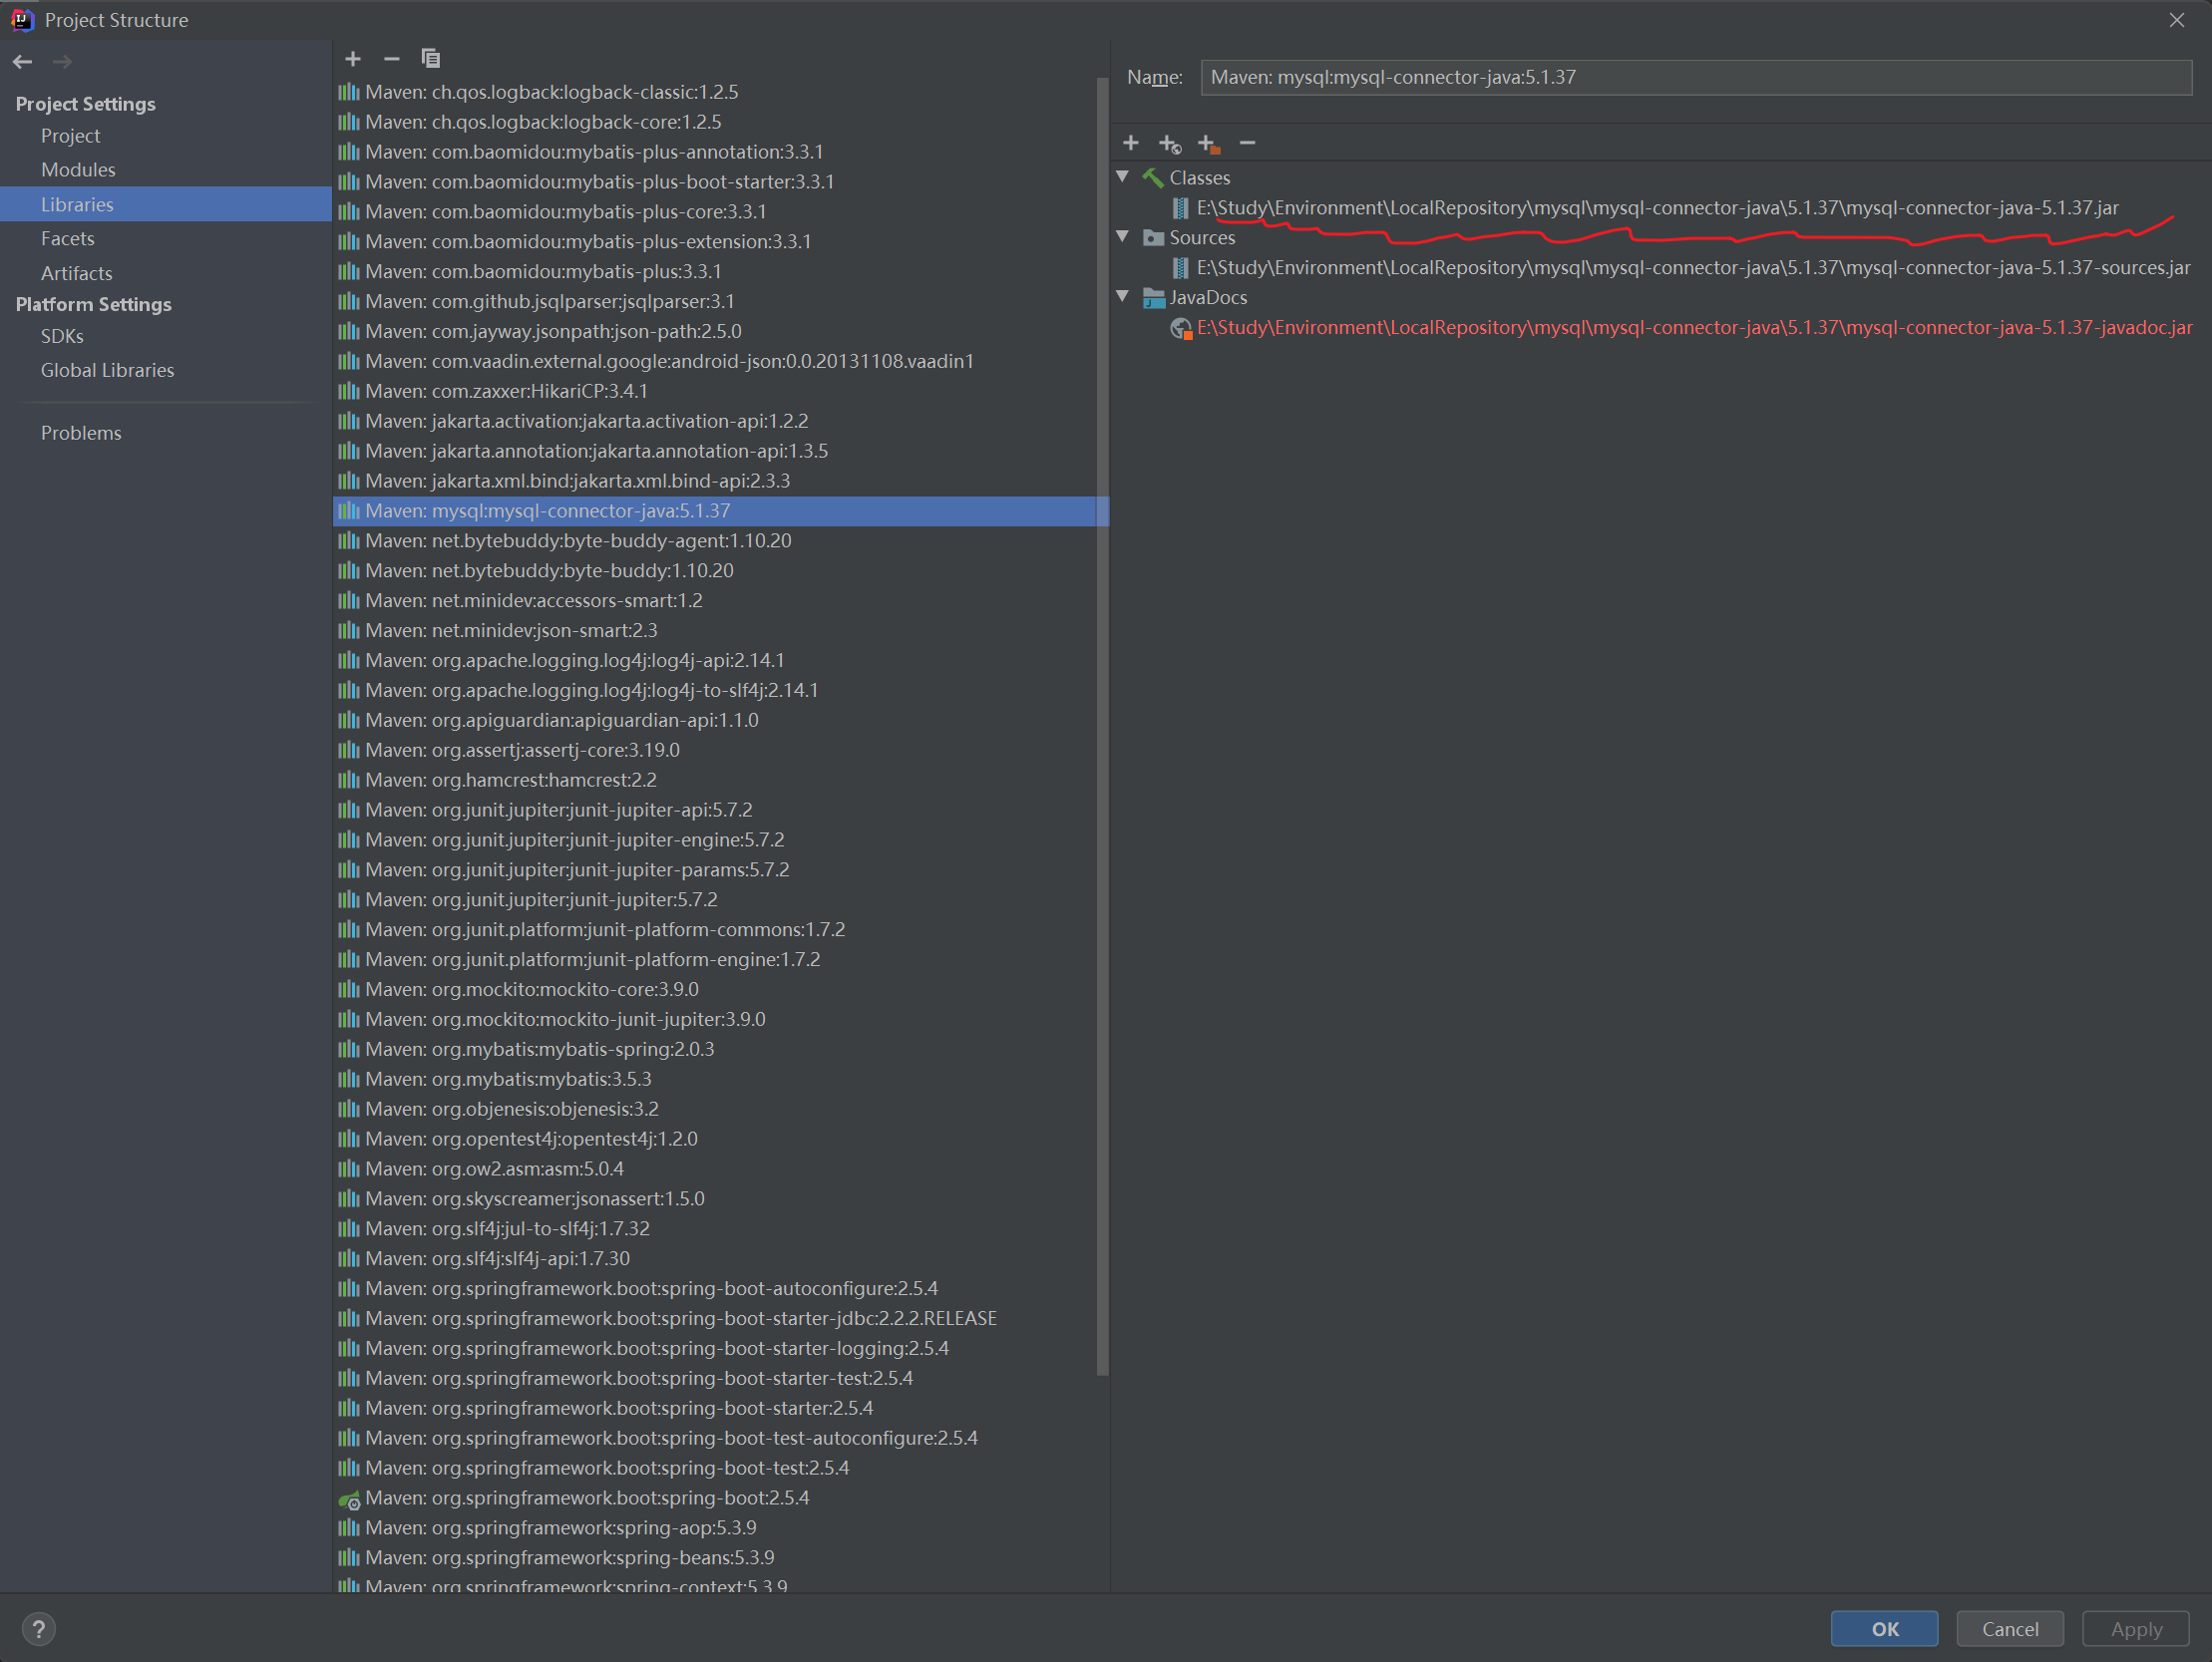 Project Structure
Project Settings
Project
Modules
Libraries
Facets
Artifacts
Platform Settings
SDKs
Global Libraries
Problems
Maven: ch.qos.logback:logback-classic:1.2.5
Maven: ch.qos.logback:logback-core:1.2.5
Maven: com.baomidou:mybatis-plus-annotation:3.3.1
Maven: com.baomidou:mybatis-plus-boot-starter:3.3.1
Maven: com.baomidou:mybatis-plus-core:3.3.1
Maven: com.baomidou:mybatis-plus-extension:3.3.1
Maven: com.baomidou:mybatis-plus:3.3.1
Maven: com.github.jsqlparser:jsqlparser:3.1
Maven: com.jayway.jsonpath:json-path:2.5.0
Maven: com.vaadin.external.google:android-json:0.0.20131108.vaadin1
Maven: com.zaxxer:HikariCP:3.4.1
Maven: jakarta.activation:jakarta.activation-api:1.2.2
Maven: jakarta.annotation:jakarta.annotation-api:1.3.5
Maven: jakarta.xml.bind:jakarta.xml.bind-api:2.3.3
Maven: mysql:mysql-connector-java:5.1.37
Maven: net.bytebuddy:byte-buddy-agent:1.10.20
Maven: net.bytebuddy:byte-buddy:1.10.20
Maven: net.minidev:accessors-smart:1.2
Maven: net.minidev:json-smart:2.3
Maven: org.apache.logging.log4j:log4j-api:2.14.1
Maven: org.apache.logging.log4j:log4j-to-slf4j:2.14.1
Maven: org.apiguardian:apiguardian-api:1.1.0
Maven: org.assertj:assertj-core:3.19.0
Maven: org.hamcrest:hamcrest:2.2
Maven: org.junit.jupiter:junit-jupiter-api:5.7.2
Maven: org.junit.jupiter:junit-jupiter-engine:5.7.2
Maven: org.junit.jupiter:junit-jupiter-params:5.7.2
Maven: org.junit.jupiter:junit-jupiter:5.7.2
Maven: org.junit.platform:junit-platform-commons:1.7.2
Maven: org.junit.platform:junit-platform-engine:1.7.2
Maven: org.mockito:mockito-core:3.9.0
Maven: org.mockito:mockito-junit-jupiter:3.9.0
Maven: org.mybatis:mybatis-spring:2.0.3
Maven: org.mybatis:mybatis:3.5.3
Maven: org.objenesis:objenesis:3.2
Maven: org.opentest4j:opentest4j:1.2.0
Maven: org.ow2.asm:asm:5.0.4
Maven: org.skyscreamer:jsonassert:1.5.0
Maven: org.slf4j:jul-to-slf4j:1.7.32
Maven: org.slf4j:slf4j-api:1.7.30
Maven: org.springframework.boot:spring-boot-autoconfigure:2.5.4
Maven: org.springframework.boot:spring-boot-starter-jdbc:2.2.2.RELEASE
Maven: org.springframework.boot:spring-boot-starter-logging:2.5.4
Maven: org.springframework.boot:spring-boot-starter-test:2.5.4
Maven: org.springframework.boot:spring-boot-starter:2.5.4
Maven: org.springframework.boot:spring-boot-test-autoconfigure:2.5.4
Maven: org.springframework.boot:spring-boot-test:2.5.4
Maven: org.springframework.boot:spring-boot:2.5.4
Maven: org.springframework:spring-aop:5.3.9
Maven: org.springframework:spring-beans:5.3.9
Maven: org.springframework:spring-context:5.3.9
Name: Maven: mysql:mysql-connector-java:5.1.37
Classes
E:\Study\Environment\LocalRepository\mysql\mysql-connector-java\5.1.37\mysql-connector-java-5.1.37.jar
Sources
E:\Study\Environment\LocalRepository\mysql\mysql-connector-java\5.1.37\mysql-connector-java-5.1.37-sources.jar
JavaDocs
E:\Study\Environment\LocalRepository\mysql\mysql-connector-java\5.1.37\mysql-connector-java-5.1.37-javadoc.jar
?
OK
Cancel
Apply